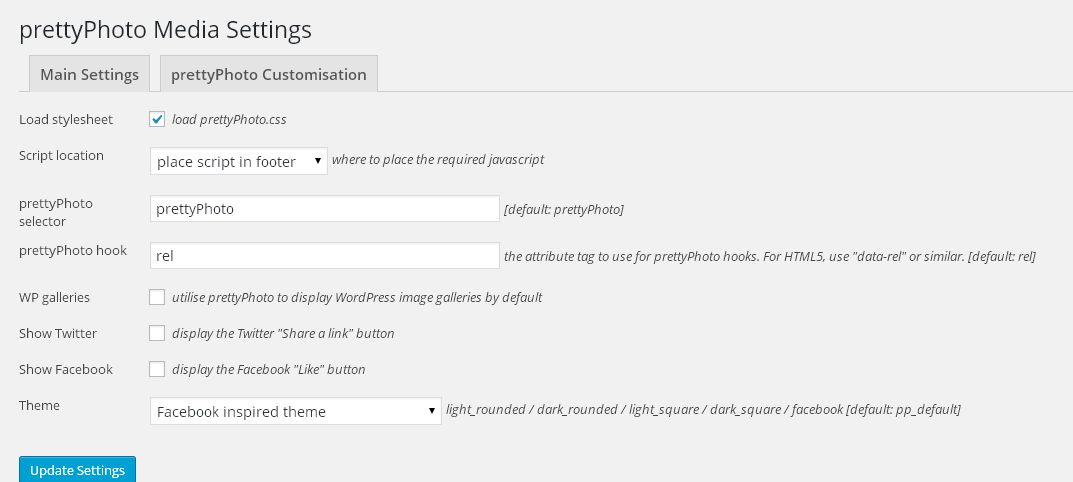 prettyPhoto Media Settings
Main Settings prettyPhoto Customisation
Load stylesheet load prettyPhoto.css
Script location place script in footer where to place the required javascript
prettyPhoto
selector prettyPhoto [default: prettyPhoto]
prettyPhoto hook rel the attribute tag to use for prettyPhoto hooks. For HTML5, use "data-rel" or similar. [default: rel]
WP galleries utilise prettyPhoto to display WordPress image galleries by default
Show Twitter display the Twitter "Share a link" button
Show Facebook display the Facebook "Like" button
Theme Facebook inspired theme light_rounded / dark_rounded / light_square / dark_square / facebook [default: pp_default]
Update Settings